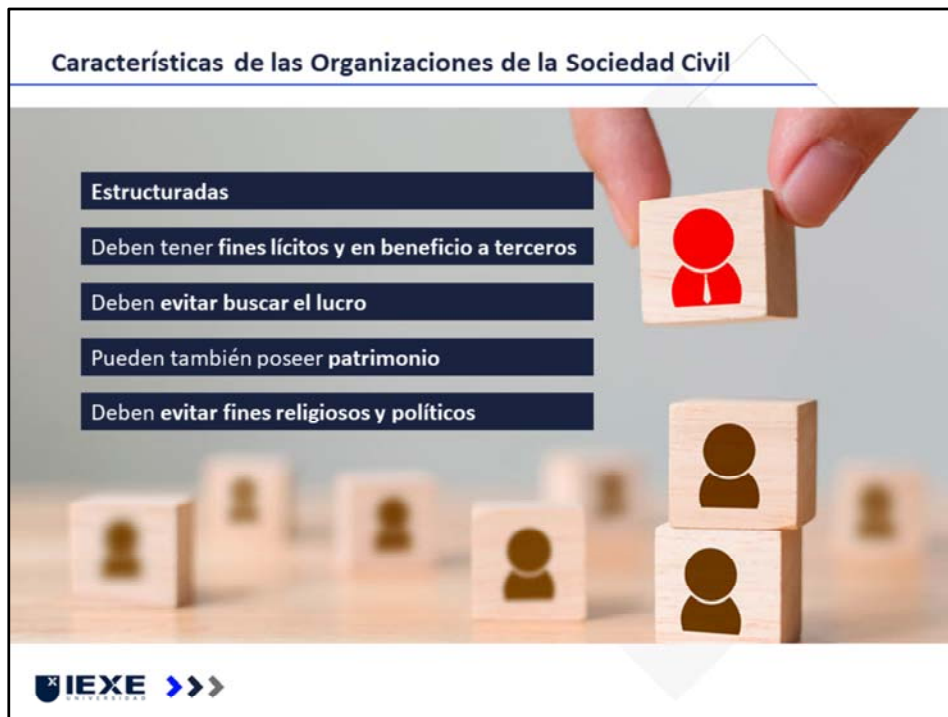 Características de las Organizaciones de la Sociedad Civil
Estructuradas
Deben tener fines lícitos y en beneficio a terceros
Deben evitar buscar el lucro
Pueden también poseer patrimonio
Deben evitar fines religiosos y políticos
IEXE
UNIVERSIDAD